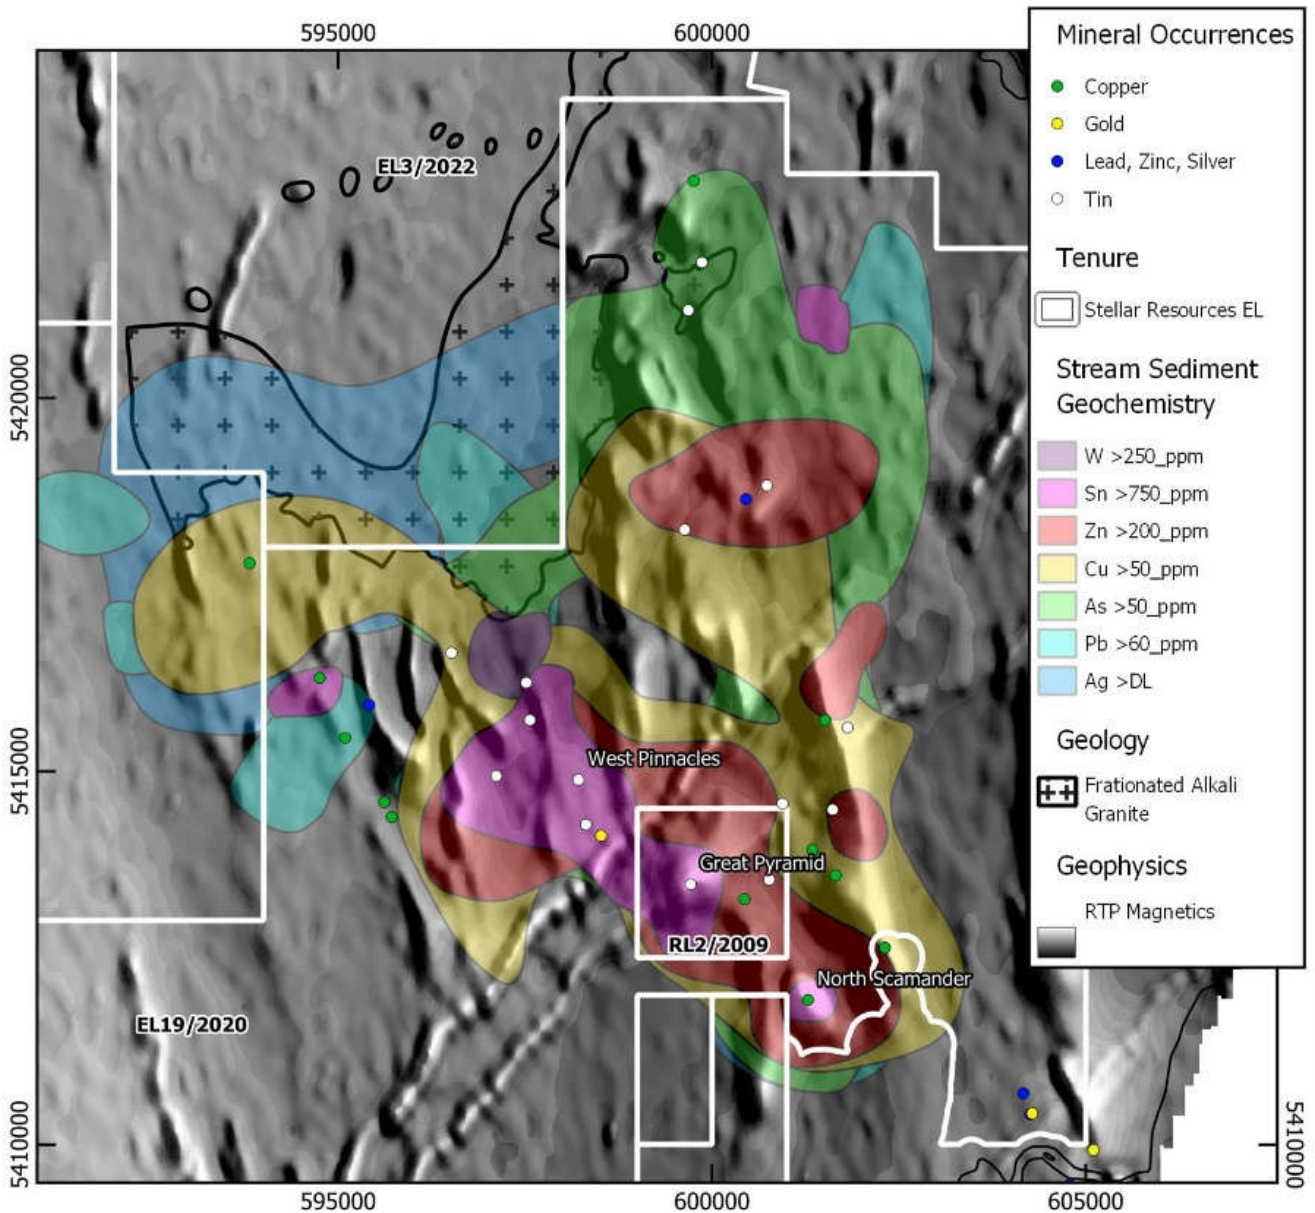 595000
600000
Mineral Occurrences
Copper
Gold
Lead, Zinc, Silver
Tin
Tenure
Stellar Resources EL
Stream Sediment
Geochemistry
W >250_ppm
Sn >750_ppm
Zn >200_ppm
Cu >50_ppm
As >50_ppm
Pb >60_ppm
Ag >DL
Geology
Frationated Alkali
Granite
Geophysics
RTP Magnetics
EL3/2022
5420000
West Pinnacles
5415000
Great Pyramid
RL2/2009
North Scamander
EL19/2020
5410000
5410000
595000
600000
605000